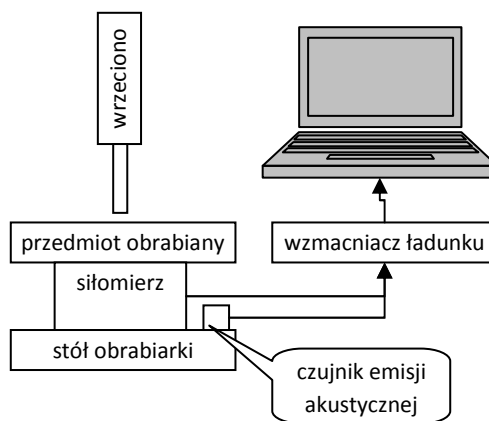 wrzeciono
przedmiot obrabiany
wzmacniacz ładunku
siłomierz
stół obrabiarki
czujnik emisji
akustycznej